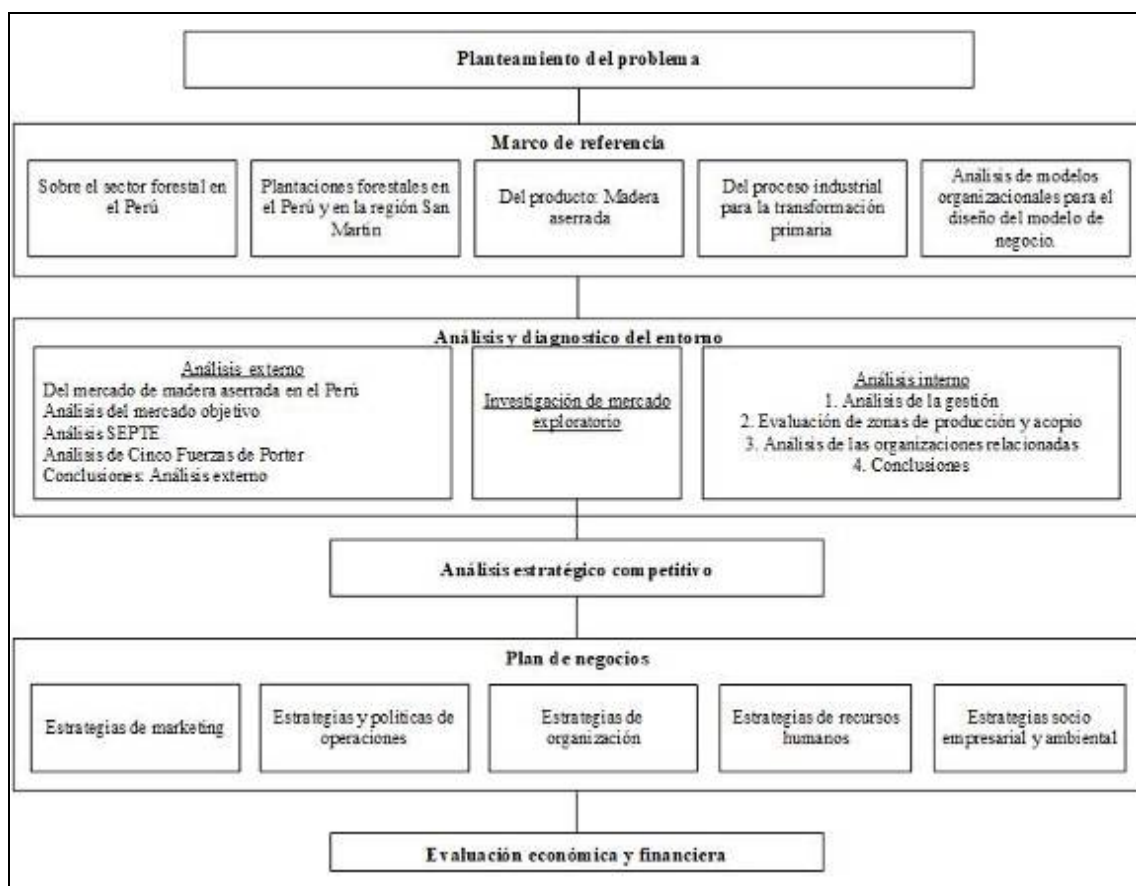 Planteamiento del problema
Marco de referencia
Sobre el sector forestal en
el Perú
Plantaciones forestales en
el Perú y en la región San
Martin
Del producto: Madera
aserrada
Del proceso industrial
para la transformación
primaria
Análisis de modelos
organizacionales para el
diseño del modelo de
negocio.
Análisis y diagnostico del entorno
Análisis externo
Del mercado de madera aserrada en el Perú
Análisis del mercado objetivo
Análisis SEPTE
Análisis de Cinco Fuerzas de Porter
Conclusiones: Análisis externo
Investigación de mercado
exploratorio
Análisis interno
1. Análisis de la gestión
2. Evaluación de zonas de producción y acopio
3. Análisis de las organizaciones relacionadas
4. Conclusiones
Análisis estratégico competitivo
Plan de negocios
Estrategias de marketing
Estrategias y políticas de
operaciones
Estrategias de
organización
Estrategias de recursos
humanos
Estrategias socio
empresarial y ambiental
Evaluación económica y financiera